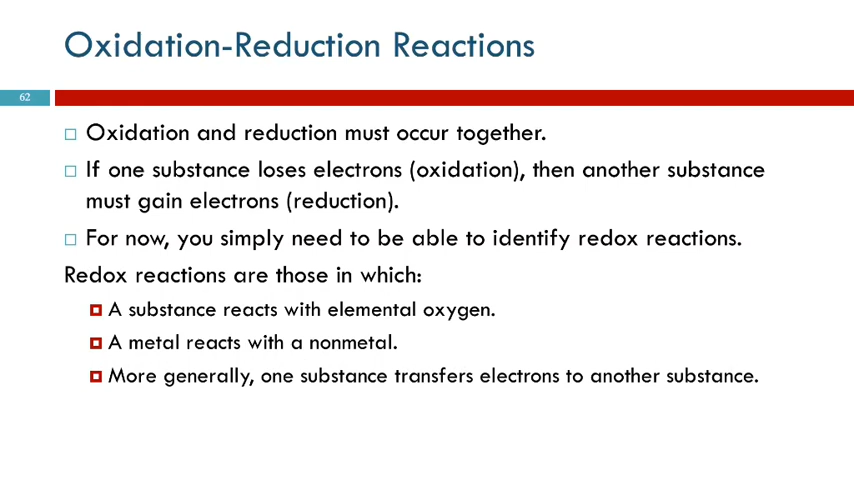 Oxidation-Reduction Reactions
62
Oxidation and reduction must occur together.
If one substance loses electrons (oxidation), then another substance
must gain electrons (reduction).
For now, you simply need to be able to identify redox reactions.
Redox reactions are those in which:
A substance reacts with elemental oxygen.
A metal reacts with a nonmetal.
More generally, one substance transfers electrons to another substance.